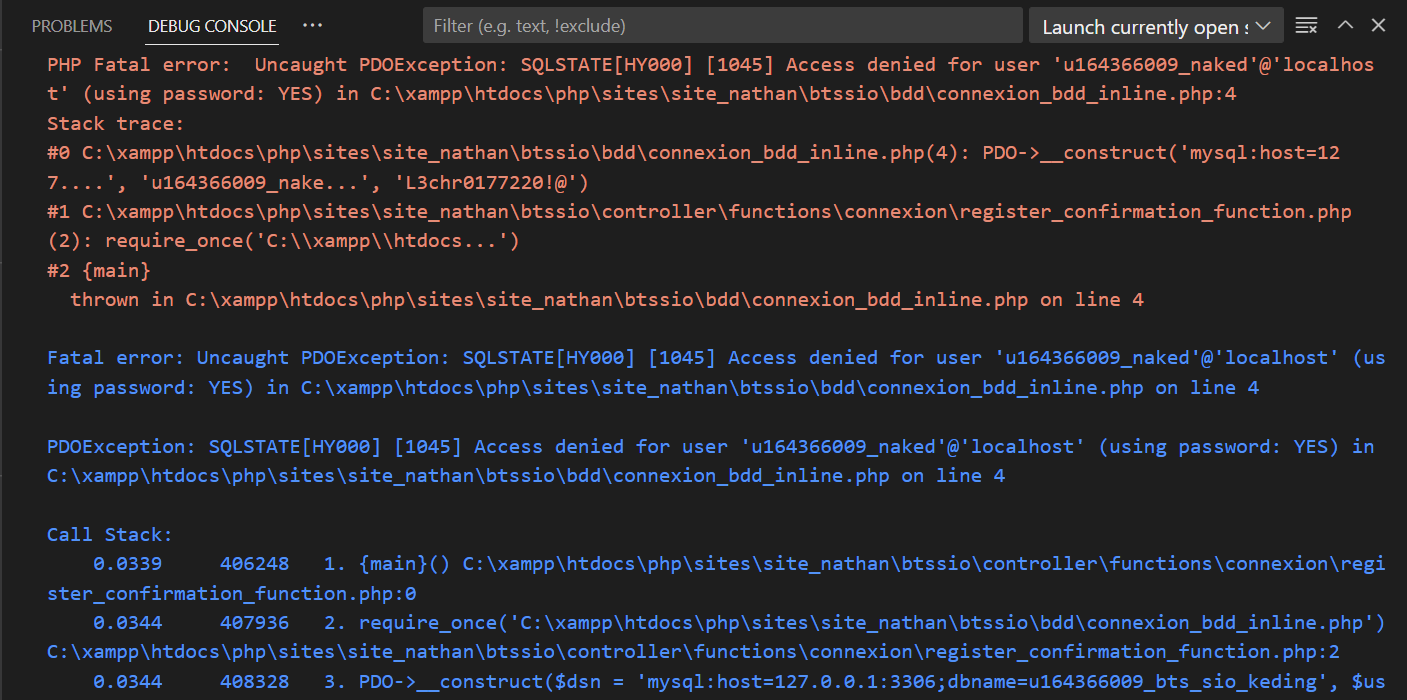 PROBLEMS DEBUG CONSOLE ··· Filter (e.g. text, !exclude) Launch currently open s
PHP Fatal error:  Uncaught PDOException: SQLSTATE[HY000] [1045] Access denied for user 'u164366009_naked'@'localhos
t' (using password: YES) in C:\xampp\htdocs\php\sites\site_nathan\btssio\bdd\connexion_bdd_inline.php:4
Stack trace:
#0 C:\xampp\htdocs\php\sites\site_nathan\btssio\bdd\connexion_bdd_inline.php(4): PDO->__construct('mysql:host=12
7....', 'u164366009_nake...', 'L3chr0177220!@')
#1 C:\xampp\htdocs\php\sites\site_nathan\btssio\controller\functions\connexion\register_confirmation_function.php
(2): require_once('C:\\xampp\\htdocs...')
#2 {main}
  thrown in C:\xampp\htdocs\php\sites\site_nathan\btssio\bdd\connexion_bdd_inline.php on line 4
Fatal error: Uncaught PDOException: SQLSTATE[HY000] [1045] Access denied for user 'u164366009_naked'@'localhost' (us
ing password: YES) in C:\xampp\htdocs\php\sites\site_nathan\btssio\bdd\connexion_bdd_inline.php on line 4
PDOException: SQLSTATE[HY000] [1045] Access denied for user 'u164366009_naked'@'localhost' (using password: YES) in
C:\xampp\htdocs\php\sites\site_nathan\btssio\bdd\connexion_bdd_inline.php on line 4
Call Stack:
    0.0339     406248   1. {main}() C:\xampp\htdocs\php\sites\site_nathan\btssio\controller\functions\connexion\regi
ster_confirmation_function.php:0
    0.0344     407936   2. require_once('C:\xampp\htdocs\php\sites\site_nathan\btssio\bdd\connexion_bdd_inline.php')
C:\xampp\htdocs\php\sites\site_nathan\btssio\controller\functions\connexion\register_confirmation_function.php:2
    0.0344     408328   3. PDO->__construct($dsn = 'mysql:host=127.0.0.1:3306;dbname=u164366009_bts_sio_keding', $us